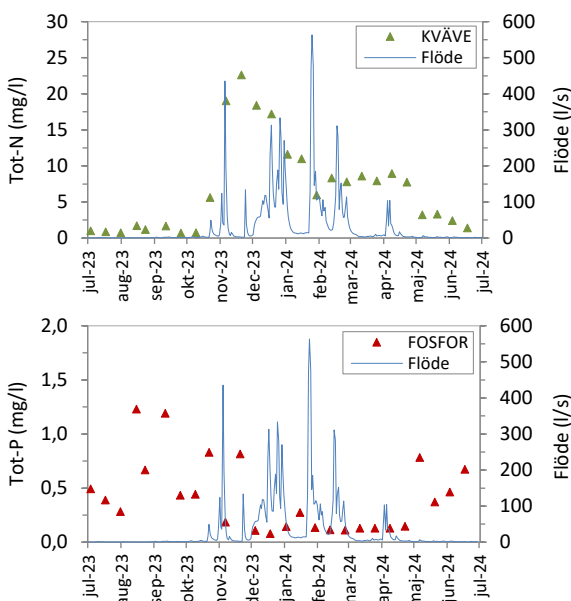 Tot-N (mg/l)
30
25
20
15
10
5
0
KVÄVE
Flöde
600
500
400
300
200
100
0
Flöde (l/s)
jul-23
aug-23
sep-23
okt-23
nov-23
dec-23
jan-24
feb-24
mar-24
apr-24
maj-24
jun-24
jul-24
Tot-P (mg/l)
2,0
1,5
1,0
0,5
0,0
FOSFOR
Flöde
600
500
400
300
200
100
0
Flöde (l/s)
jul-23
aug-23
sep-23
okt-23
nov-23
dec-23
jan-24
feb-24
mar-24
apr-24
maj-24
jun-24
jul-24